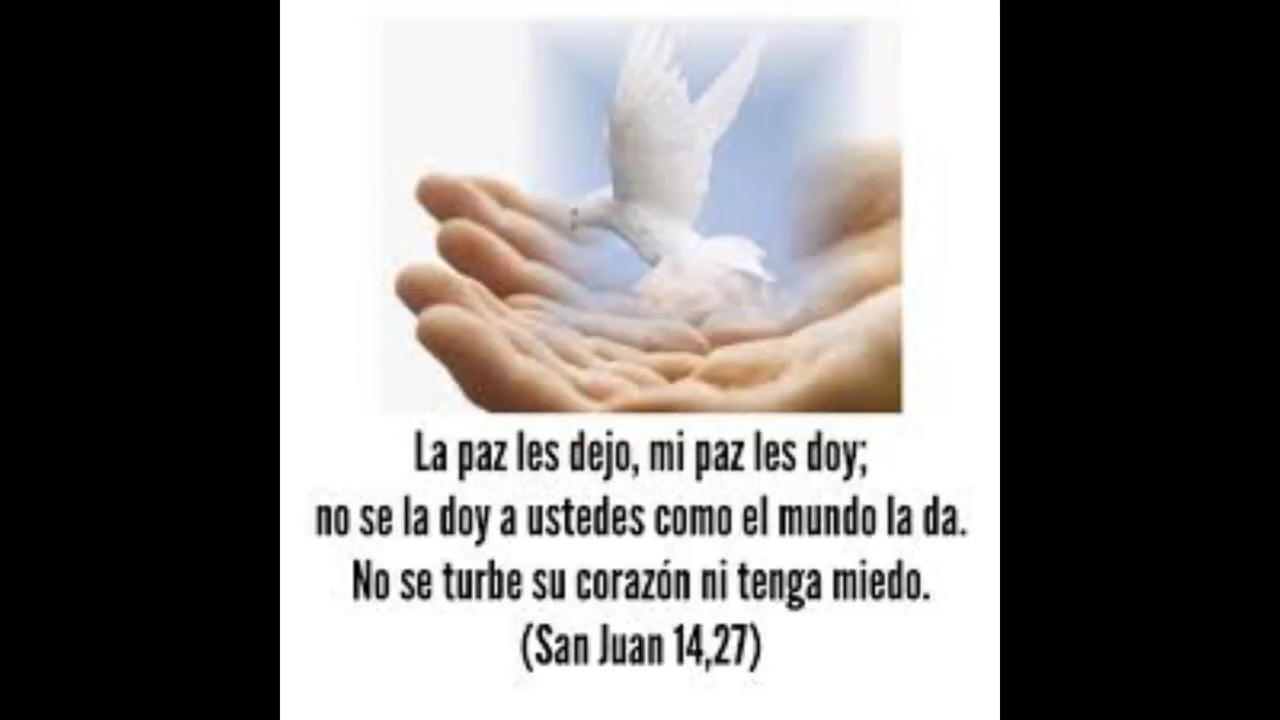 La paz les dejo, mi paz les doy;
no se la doy a ustedes como el mundo la da.
No se turbe su corazón ni tenga miedo.
(San Juan 14,27)